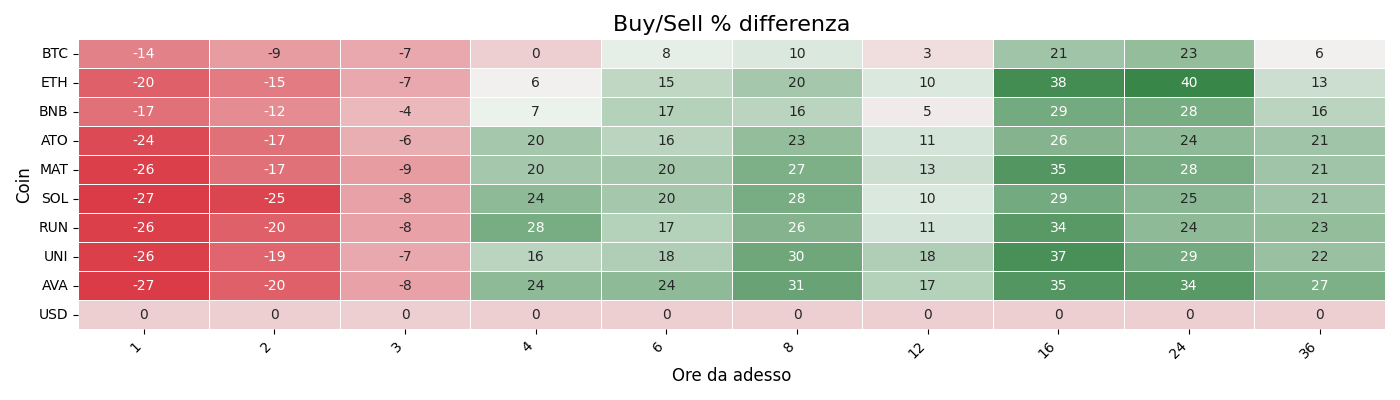 Buy/Sell % differenza
Coin
BTC -14 -9 -7 0 8 10 3 21 23 6
ETH -20 -15 -7 6 15 20 10 38 40 13
BNB -17 -12 -4 7 17 16 5 29 28 16
ATO -24 -17 -6 20 16 23 11 26 24 21
MAT -26 -17 -9 20 20 27 13 35 28 21
SOL -27 -25 -8 24 20 28 10 29 25 21
RUN -26 -20 -8 28 17 26 11 34 24 23
UNI -26 -19 -7 16 18 30 18 37 29 22
AVA -27 -20 -8 24 24 31 17 35 34 27
USD 0 0 0 0 0 0 0 0 0 0
1 2 3 4 6 8 12 16 24 36
Ore da adesso